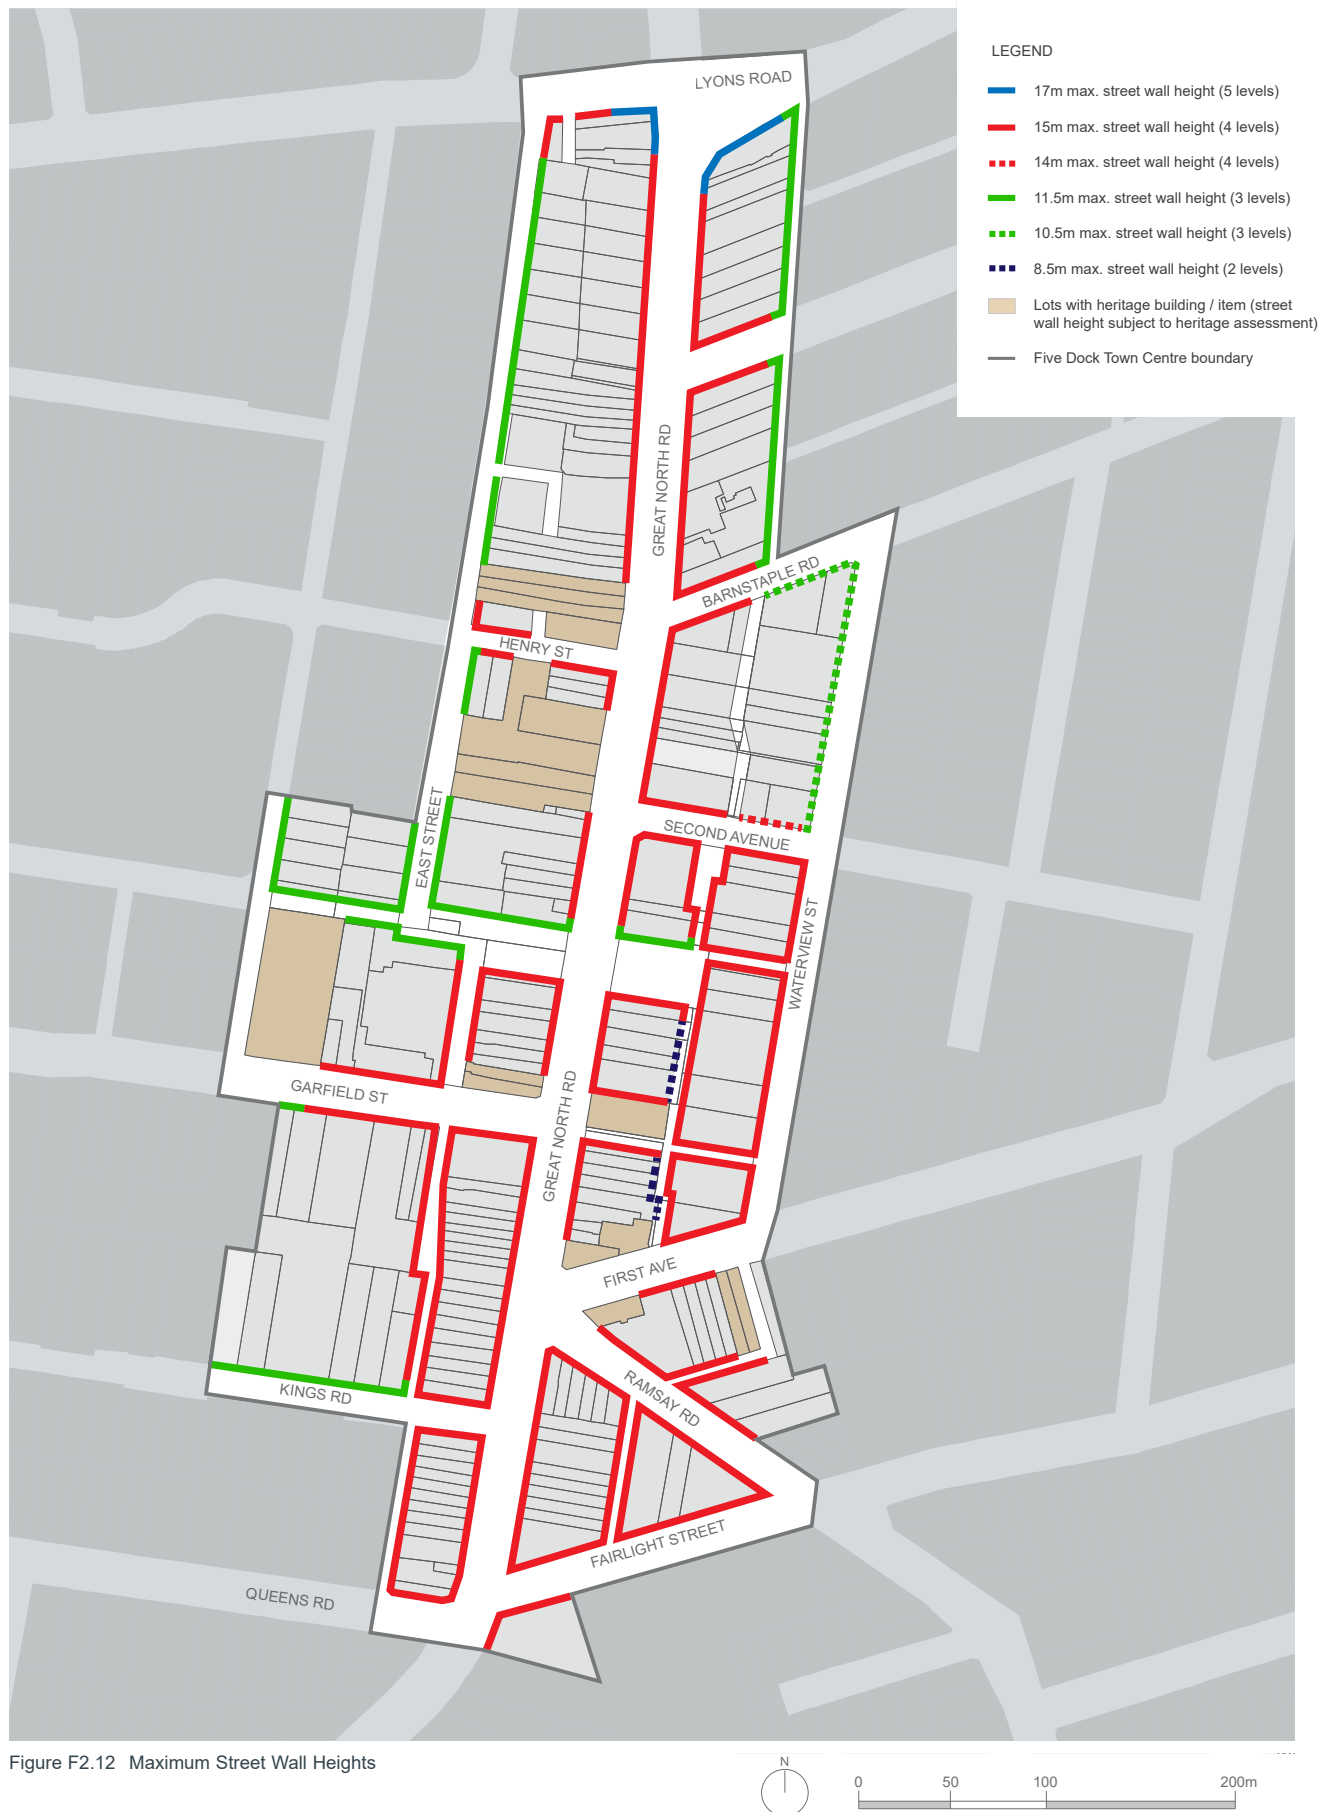 LEGEND
17m max. street wall height (5 levels)
15m max. street wall height (4 levels)
14m max. street wall height (4 levels)
11.5m max. street wall height (3 levels)
10.5m max. street wall height (3 levels)
8.5m max. street wall height (2 levels)
Lots with heritage building / item (street
wall height subject to heritage assessment)
Five Dock Town Centre boundary
LYONS ROAD
GREAT NORTH RD
BARNSTAPLE RD
HENRY ST
EAST STREET
SECOND AVENUE
WATERVIEW ST
GARFIELD ST
GREAT NORTH RD
FIRST AVE
RAMSAY RD
KINGS RD
FAIRLIGHT STREET
QUEENS RD
Figure F2.12 Maximum Street Wall Heights
N
0 50 100 200m